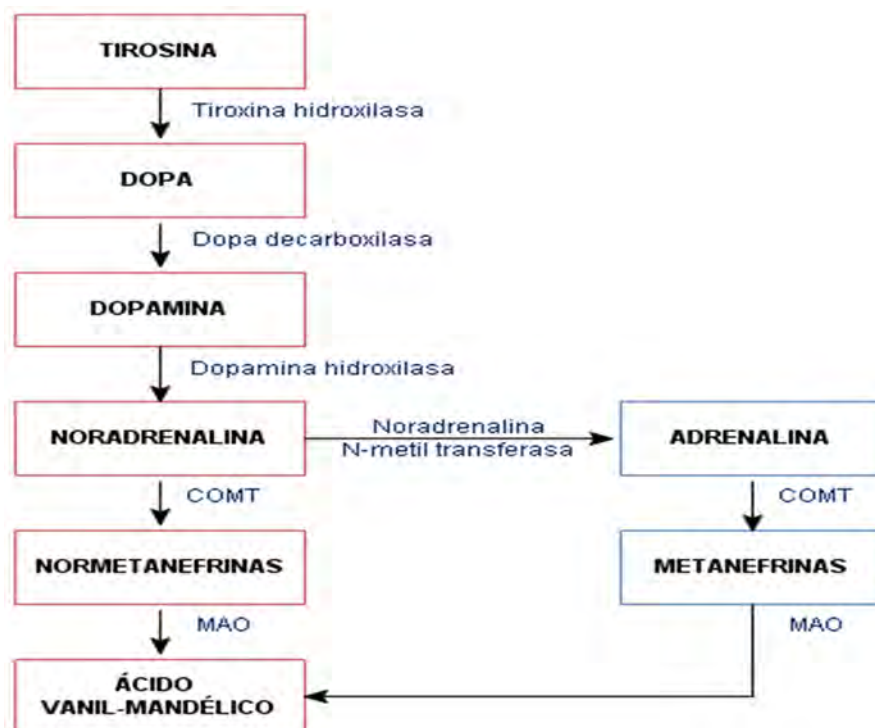 TIROSINA
Tiroxina hidroxilasa
DOPA
Dopa decarboxilasa
DOPAMINA
Dopamina hidroxilasa
NORADRENALINA
Noradrenalina
N-metil transferasa
ADRENALINA
COMT
COMT
NORMETANEFRINAS
METANEFRINAS
MAO
MAO
ÁCIDO
VANIL-MANDÉLICO